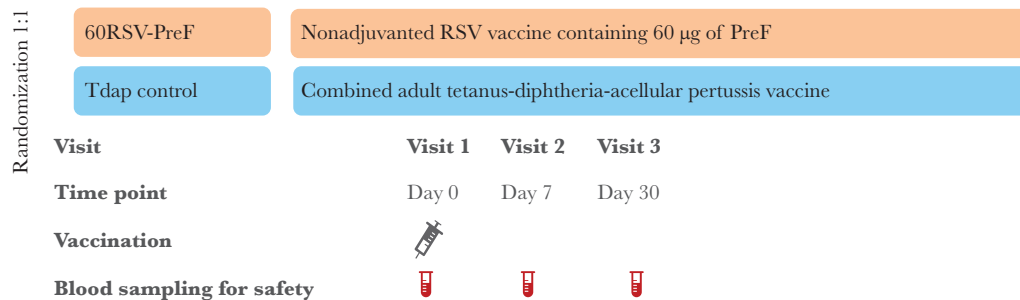 Randomization 1:1
60RSV-PreF Nonadjuvanted RSV vaccine containing 60 μg of PreF
Tdap control Combined adult tetanus-diphtheria-acellular pertussis vaccine
Visit Visit 1 Visit 2 Visit 3
Time point Day 0 Day 7 Day 30
Vaccination
Blood sampling for safety